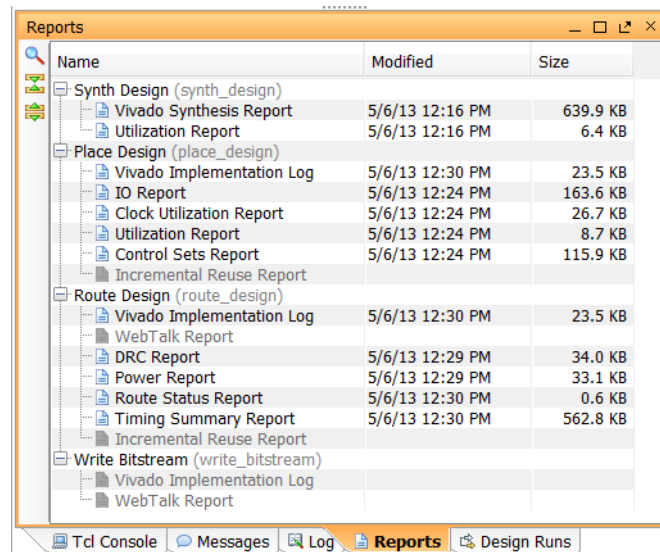 Reports
Name Modified Size
Synth Design (synth_design)
Vivado Synthesis Report 5/6/13 12:16 PM 639.9 KB
Utilization Report 5/6/13 12:16 PM 6.4 KB
Place Design (place_design)
Vivado Implementation Log 5/6/13 12:30 PM 23.5 KB
IO Report 5/6/13 12:24 PM 163.6 KB
Clock Utilization Report 5/6/13 12:24 PM 26.7 KB
Utilization Report 5/6/13 12:24 PM 8.7 KB
Control Sets Report 5/6/13 12:24 PM 115.9 KB
Incremental Reuse Report
Route Design (route_design)
Vivado Implementation Log 5/6/13 12:30 PM 23.5 KB
WebTalk Report
DRC Report 5/6/13 12:29 PM 34.0 KB
Power Report 5/6/13 12:29 PM 33.1 KB
Route Status Report 5/6/13 12:30 PM 0.6 KB
Timing Summary Report 5/6/13 12:30 PM 562.8 KB
Incremental Reuse Report
Write Bitstream (write_bitstream)
Vivado Implementation Log
WebTalk Report
Tcl Console Messages Log Reports Design Runs